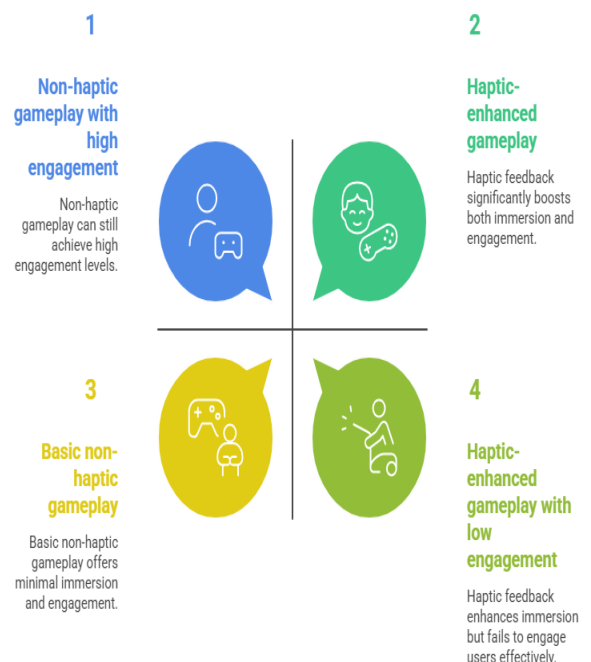 1
Non-haptic
gameplay with
high
engagement
Non-haptic
gameplay can still
achieve high
engagement levels.
2
Haptic-
enhanced
gameplay
Haptic feedback
significantly boosts
both immersion and
engagement.
3
Basic non-
haptic
gameplay
Basic non-haptic
gameplay offers
minimal immersion
and engagement.
4
Haptic-
enhanced
gameplay with
low
engagement
Haptic feedback
enhances immersion
but fails to engage
users effectively.